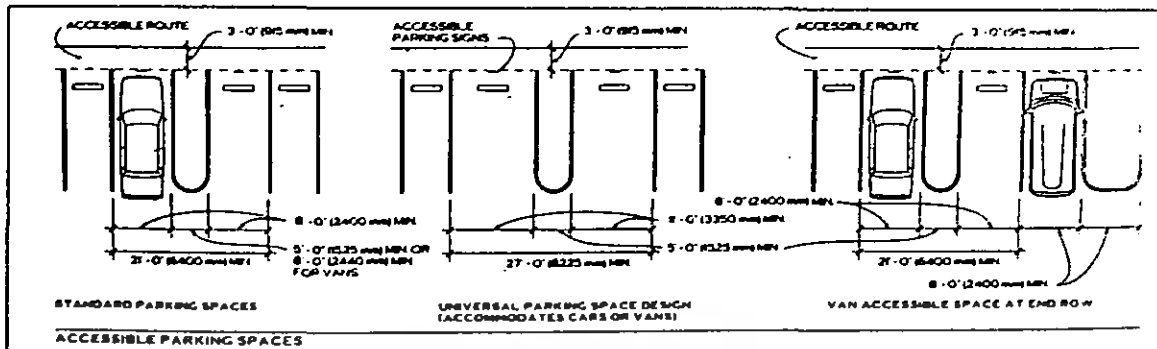 ACCESSIBLE ROUTE
3'-0" (915 mm) MIN
ACCESSIBLE
PARKING SIGNS
3'-0" (915 mm) MIN
ACCESSIBLE ROUTE
3'-0" (915 mm) MIN
8'-0" (2400 mm) MIN.
5'-0" (1525 mm) MIN OR
8'-0" (2440 mm) MIN
FOR VANS
21'-0" (6400 mm) MIN
(3350 mm) MIN
5'-0" (1525 mm) MIN
27'-0" (8225 mm) MIN
8'-0" (2400 mm) MIN.
21'-0" (6400 mm) MIN
8'-0" (2400 mm) MIN
STANDARD PARKING SPACES
UNIVERSAL PARKING SPACE DESIGN
(ACCOMMODATES CARS OR VANS)
VAN ACCESSIBLE SPACE AT END ROW
ACCESSIBLE PARKING SPACES